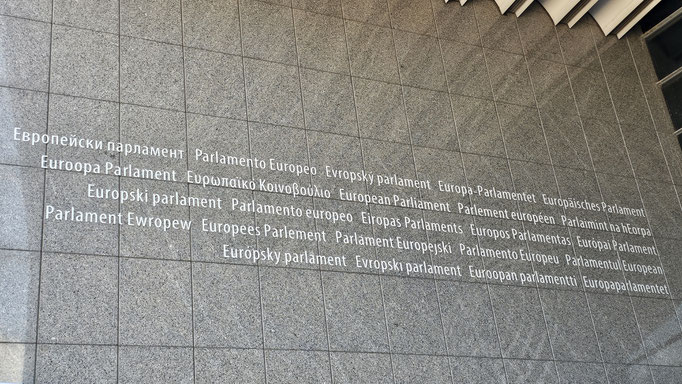 Европейски парламент Parlamento Europeo Evropský parlament Europa-Parlamentet Europäisches Parlament
Euroopa Parlament Ευρωπαϊκό Κοινοβούλιο European Parliament Parlement européen Parlaimint na hEorpa
Europski parlament Parlamento europeo Eiropas Parlaments Europos Parlamentas Európai Parlament
Parlament Ewropew Europees Parlement Parlament Europejski Parlamento Europeu Parlamentul European
Európsky parlament Evropski parlament Euroopan parlamentti Europaparlamentet